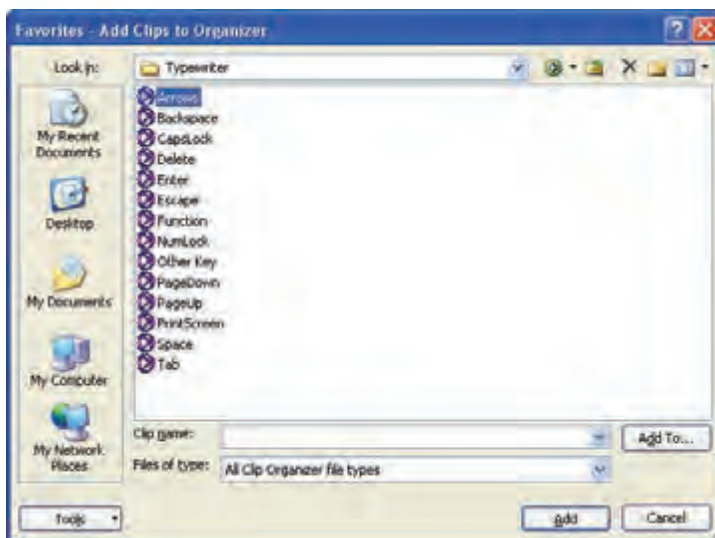 Favorites - Add Clips to Organizer
Look in: Typewriter
My Recent Documents
Desktop
My Documents
My Computer
My Network Places
Arrows
Backspace
CapsLock
Delete
Enter
Escape
Function
NumLock
Other Key
PageDown
PageUp
PrintScreen
Space
Tab
Clip name:
Add To...
Files of type: All Clip Organizer file types
Tools
Add
Cancel